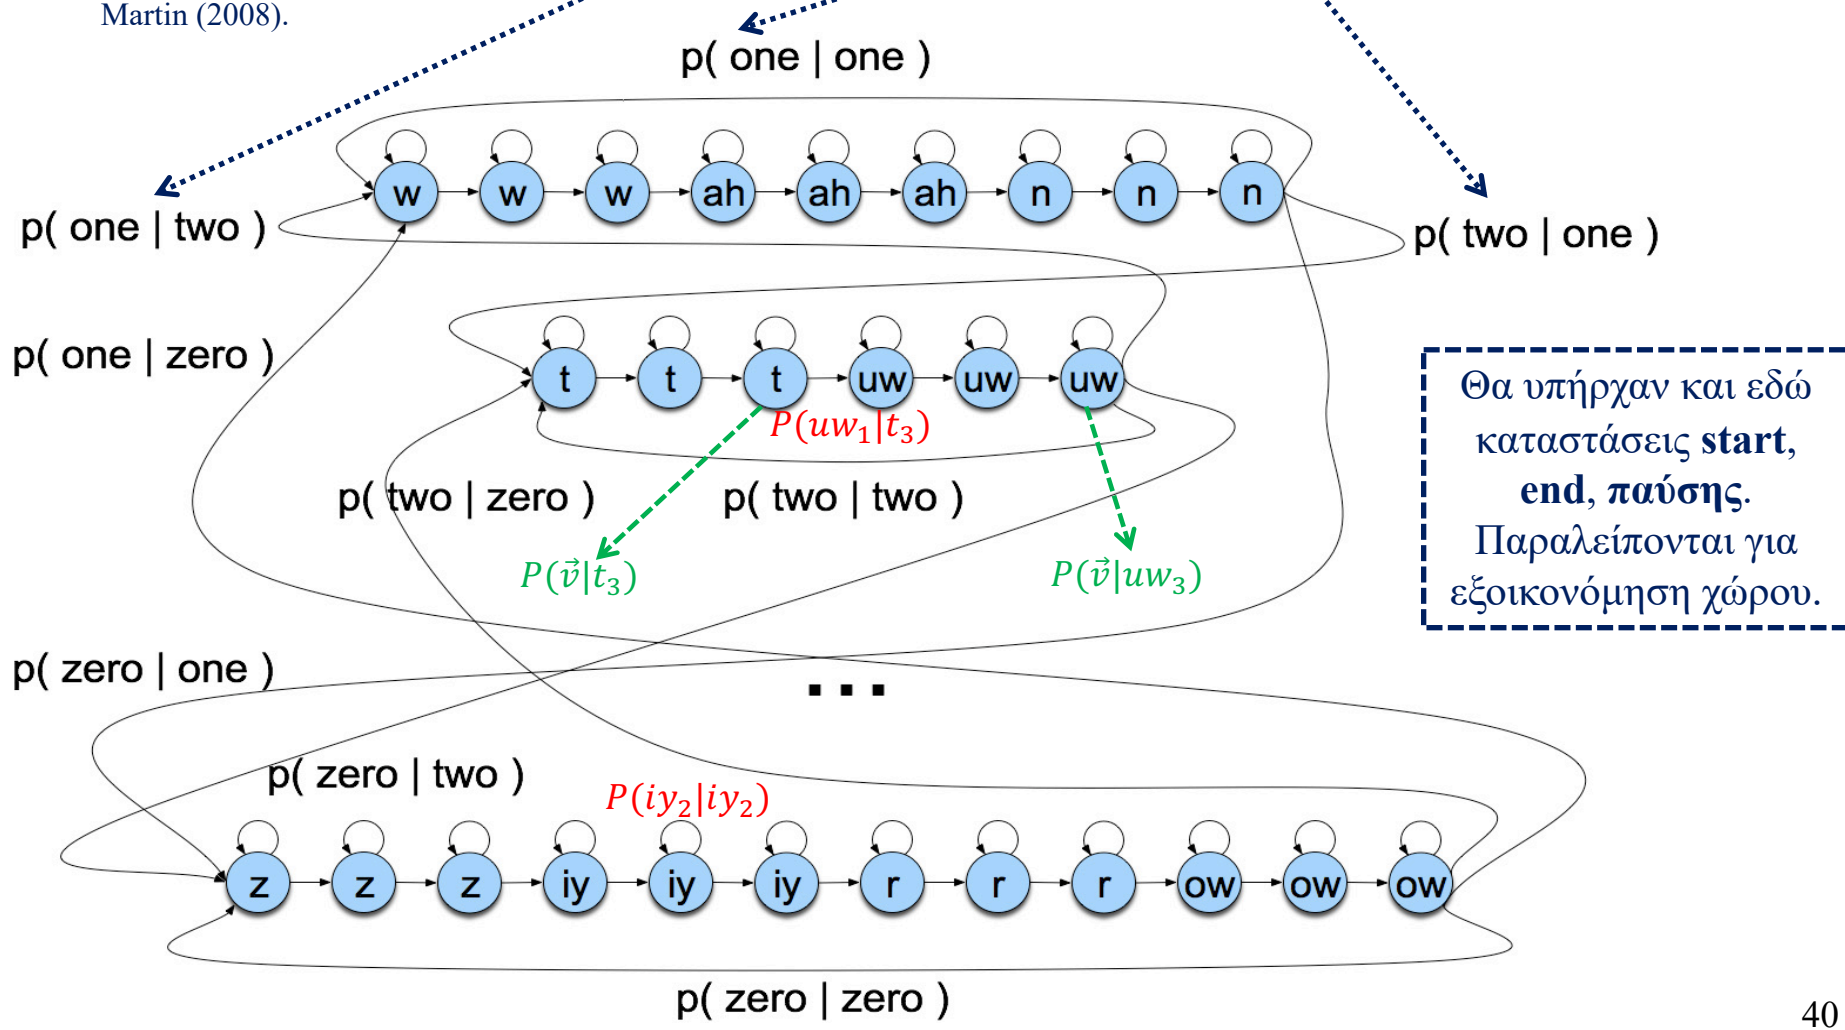 Martin (2008).
p( one | one )
w w w ah ah ah n n n
p( one | two )
p( two | one )
p( one | zero )
t t t uw uw uw
P(uw₁|t₃)
Θα υπήρχαν και εδώ
καταστάσεις start,
end, παύσης.
Παραλείπονται για
εξοικονόμηση χώρου.
p( two | zero )
p( two | two )
P(v⃗|t₃)
P(v⃗|uw₃)
p( zero | one )
...
p( zero | two )
P(iy₂|iy₂)
z z z iy iy iy r r r ow ow ow
p( zero | zero )
40